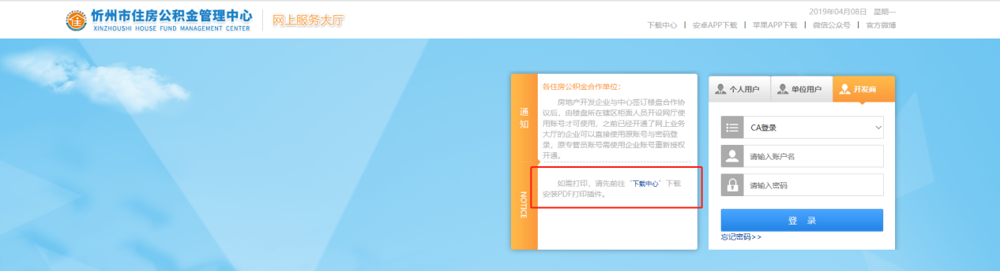 忻州市住房公积金管理中心
XINZHOUSHI HOUSE FUND MANAGEMENT CENTER
网上服务大厅
2019年04月08日 星期一
下载中心 | 安卓APP下载 | 苹果APP下载 | 微信公众号 | 官方微博
通知
NOTICE
各住房公积金合作单位：
房地产开发企业与中心签订楼盘合作协
议后，由楼盘所在辖区柜面人员开设网厅使
用账号才可使用，之前已经开通了网上业务
大厅的企业可以直接使用原账号与密码登
录，原专管员账号需使用企业账号重新授权
开通。
如需打印，请先前往“下载中心”下载
安装PDF打印插件。
个人用户 单位用户 开发商
CA登录
请输入账户名
请输入密码
登 录
忘记密码>>